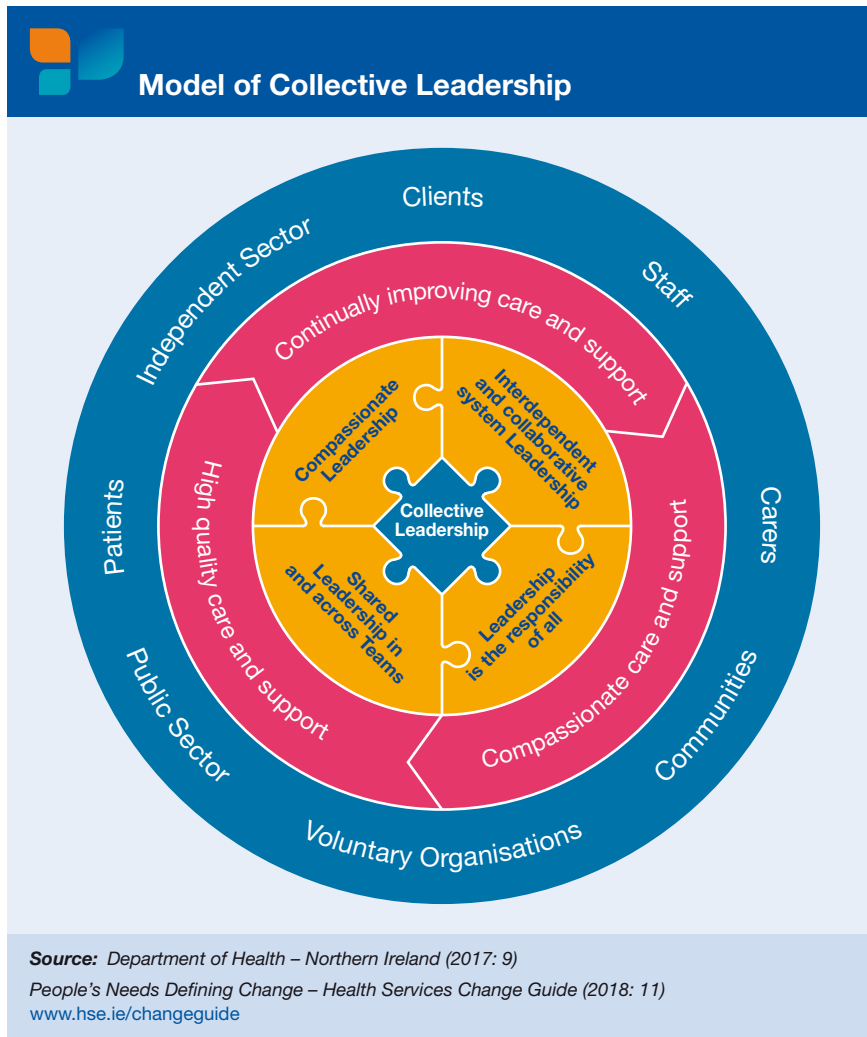 Model of Collective Leadership
Clients
Staff
Carers
Communities
Voluntary Organisations
Public Sector
Patients
Independent Sector
Continually improving care and support
Compassionate care and support
High quality care and support
Compassionate
Leadership
Interdependent
and collaborative
system Leadership
Collective
Leadership
Shared
Leadership in
and across Teams
Leadership
is the responsibility
of all
Source: Department of Health – Northern Ireland (2017: 9)
People’s Needs Defining Change – Health Services Change Guide (2018: 11)
www.hse.ie/changeguide